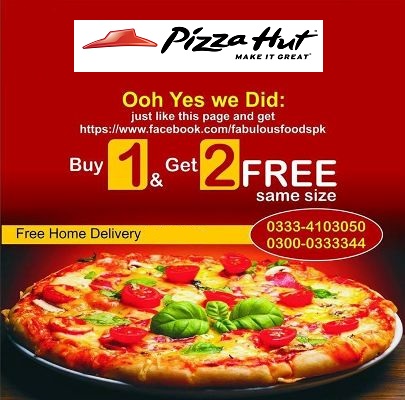 Pizza Hut
MAKE IT GREAT
Ooh Yes we Did:
just like this page and get
https://www.facebook.com/fabulousfoodspk
Buy 1 & Get 2 FREE
same size
0333-4103050
0300-0333344
Free Home Delivery